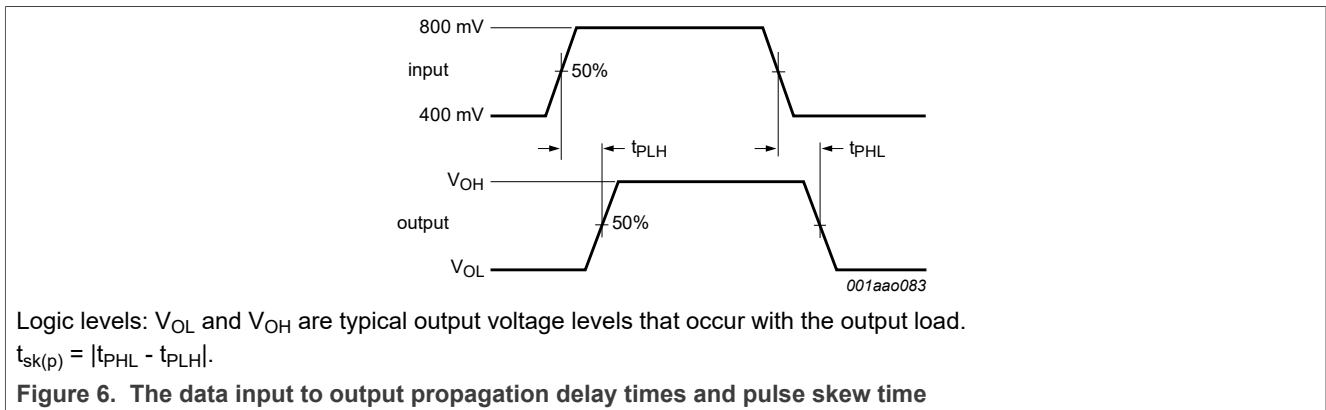 800 mV
input
50%
400 mV
tPLH
tPHL
VOH
output
50%
VOL
001aao083
Logic levels: VOL and VOH are typical output voltage levels that occur with the output load.
tsk(p) = |tPHL - tPLH|.
Figure 6. The data input to output propagation delay times and pulse skew time